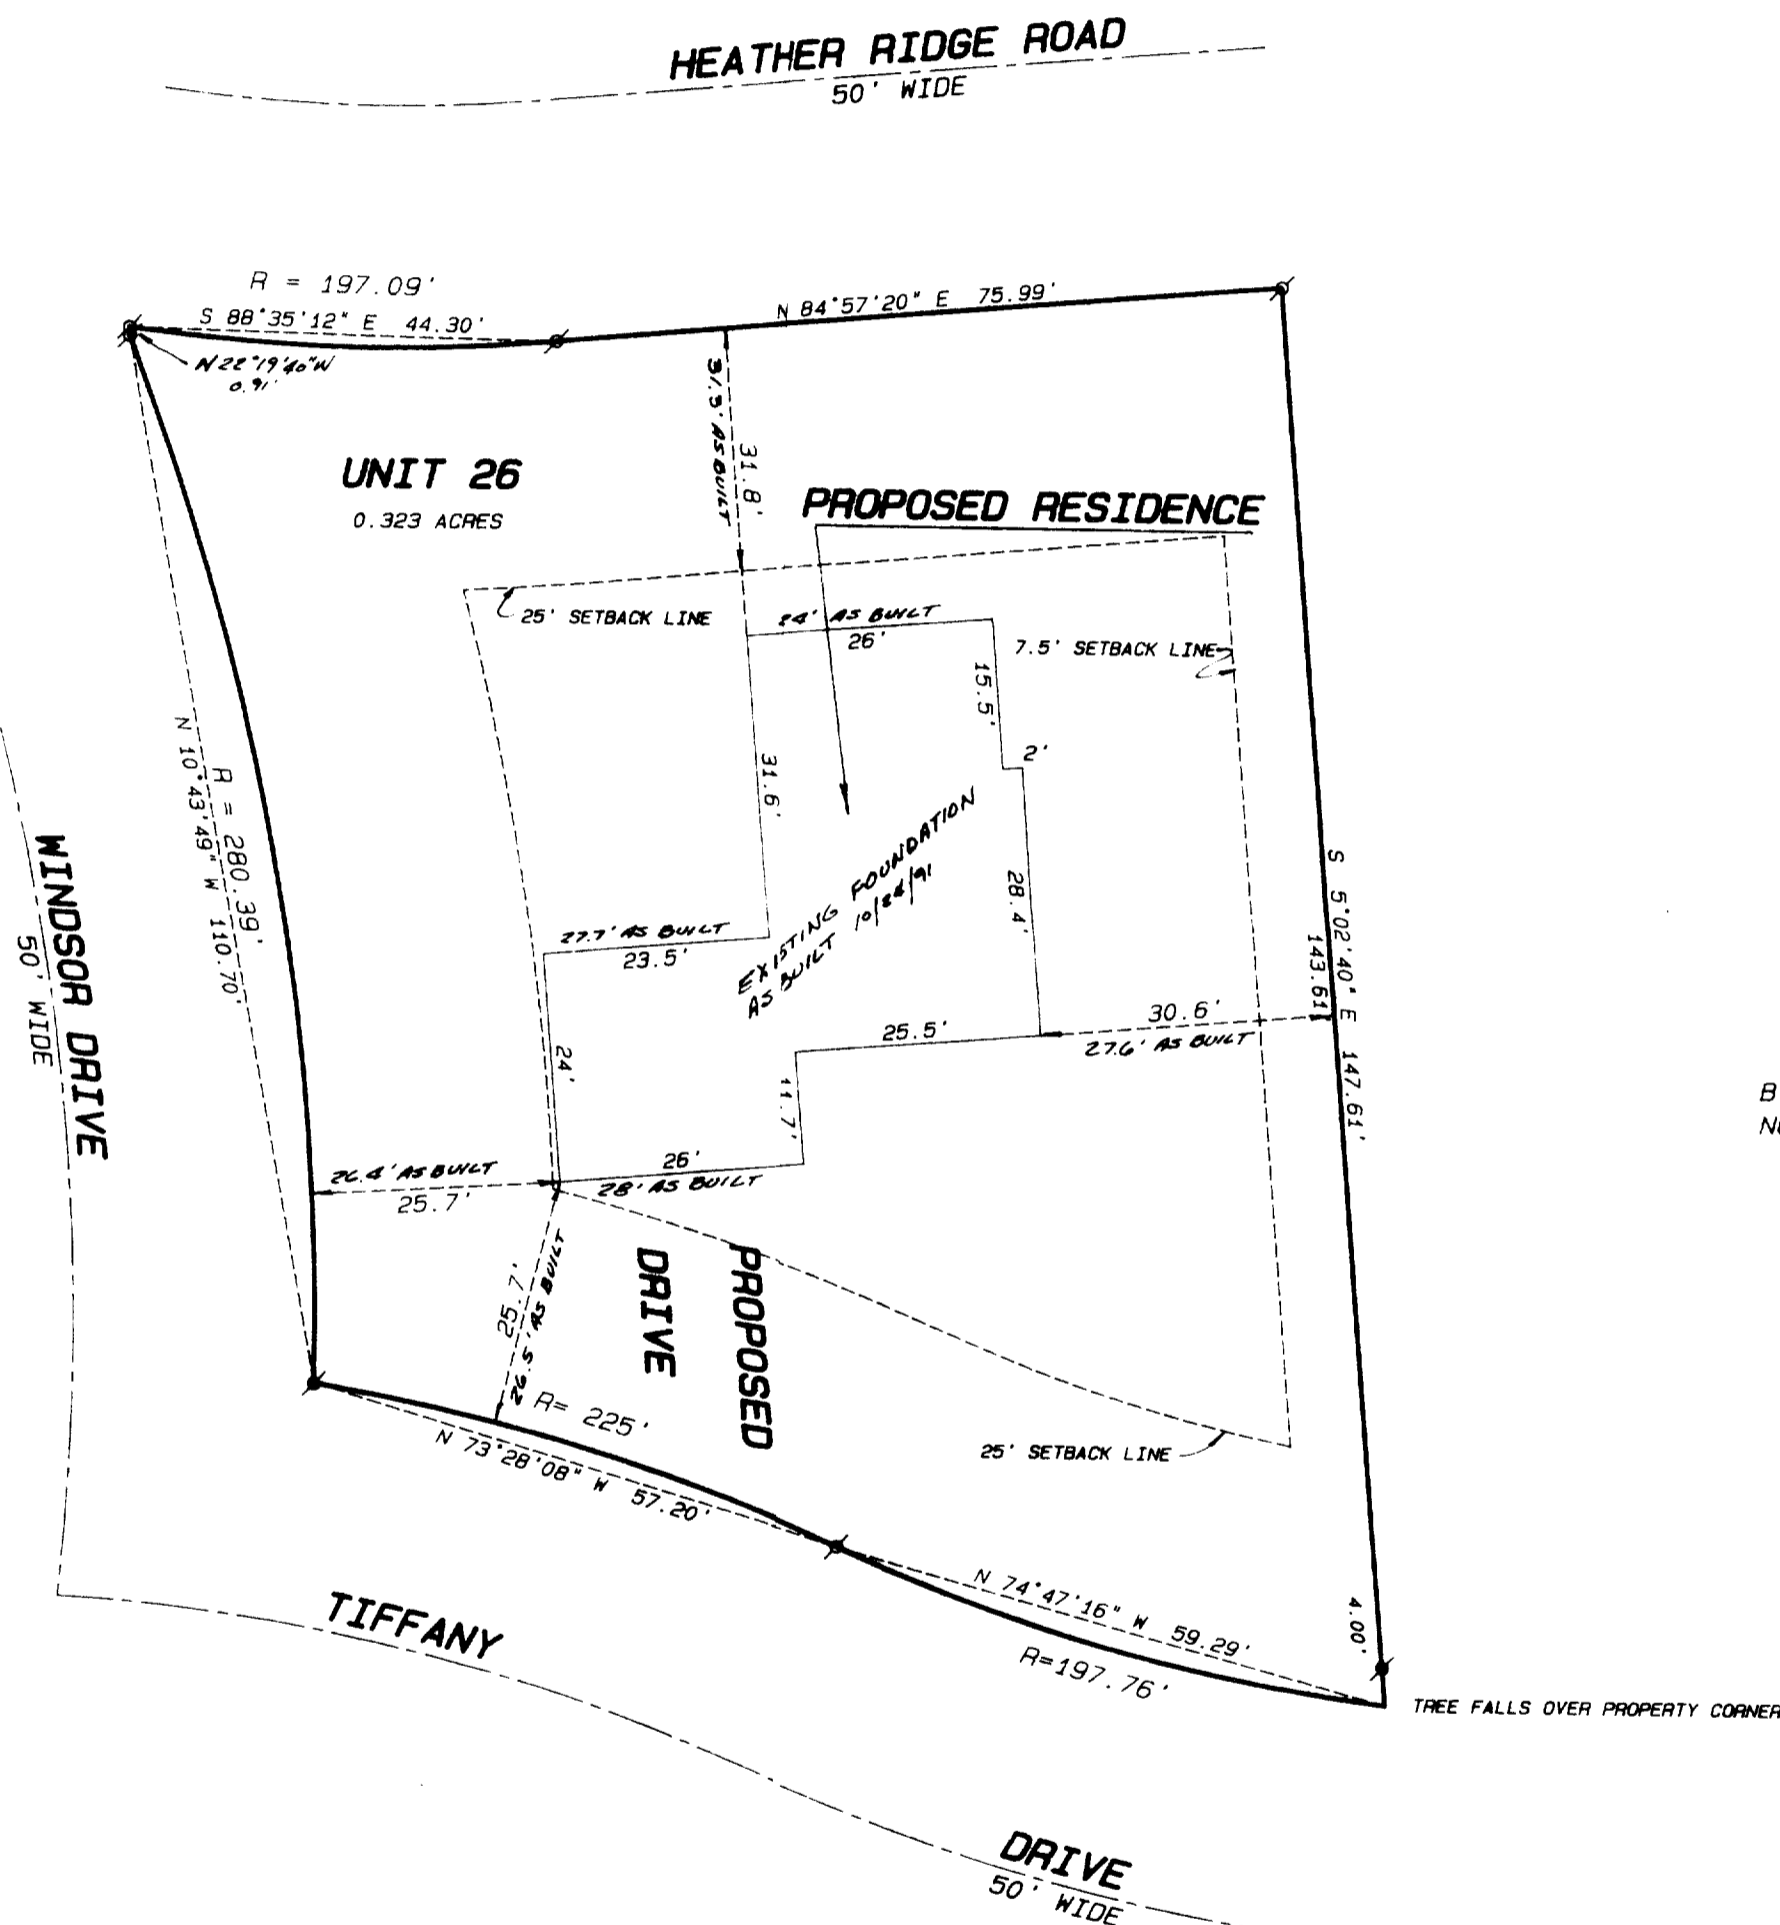 HEATHER RIDGE ROAD
50' WIDE
R = 197.09'
S 88°35'12" E 44.30'
N 84°57'20" E 75.99'
N 22°19'40" W
0.91'
31.3' AS BUILT
31.8'
UNIT 26
0.323 ACRES
PROPOSED RESIDENCE
25' SETBACK LINE
24' AS BUILT
26'
7.5' SETBACK LINE
15.5'
2'
31.6'
28.4'
EXISTING FOUNDATION
AS BUILT 10/24/91
N 10°43'49" W 110.70'
R = 280.39'
WINDSOR DRIVE
50' WIDE
27.7' AS BUILT
23.5'
S 5°02'40" E 147.61'
143.61'
25.5'
30.6'
27.6' AS BUILT
24'
11.7'
B
26.4' AS BUILT
25.7'
26'
28' AS BUILT
25.7'
26.5' AS BUILT
PROPOSED
DRIVE
R= 225'
N 73°28'08" W 57.20'
25' SETBACK LINE
N 74°47'16" W 59.29'
R=197.76'
4.00'
TREE FALLS OVER PROPERTY CORNER
TIFFANY
DRIVE
50' WIDE